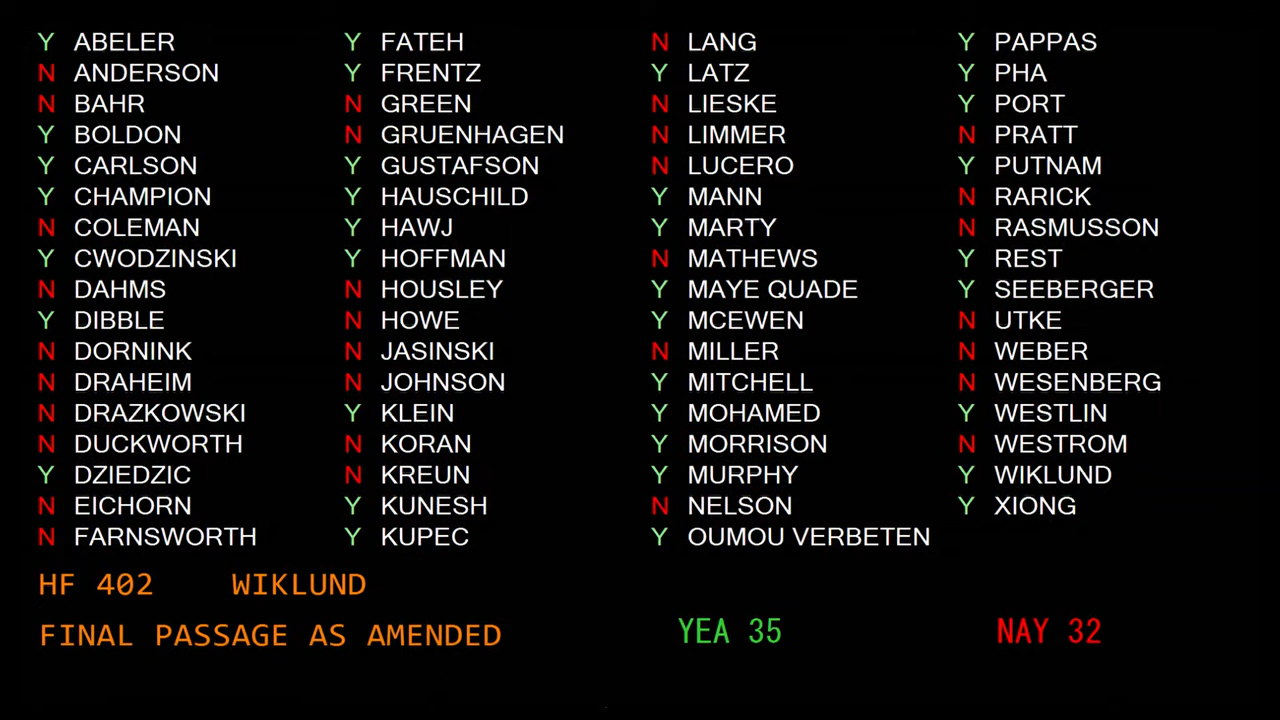 Y ABELER Y FATEH N LANG Y PAPPAS
N ANDERSON Y FRENTZ Y LATZ Y PHA
N BAHR N GREEN N LIESKE Y PORT
Y BOLDON N GRUENHAGEN N LIMMER N PRATT
Y CARLSON Y GUSTAFSON N LUCERO Y PUTNAM
Y CHAMPION Y HAUSCHILD Y MANN N RARICK
N COLEMAN Y HAWJ Y MARTY N RASMUSSON
Y CWODZINSKI Y HOFFMAN N MATHEWS Y REST
N DAHMS N HOUSLEY Y MAYE QUADE Y SEEBERGER
Y DIBBLE N HOWE Y MCEWEN N UTKE
N DORNINK N JASINSKI N MILLER N WEBER
N DRAHEIM N JOHNSON Y MITCHELL N WESENBERG
N DRAZKOWSKI Y KLEIN Y MOHAMED Y WESTLIN
N DUCKWORTH N KORAN Y MORRISON N WESTROM
Y DZIEDZIC N KREUN Y MURPHY Y WIKLUND
N EICHORN Y KUNESH N NELSON Y XIONG
N FARNSWORTH Y KUPEC Y OUMOU VERBETEN
HF 402 WIKLUND
FINAL PASSAGE AS AMENDED YEA 35 NAY 32